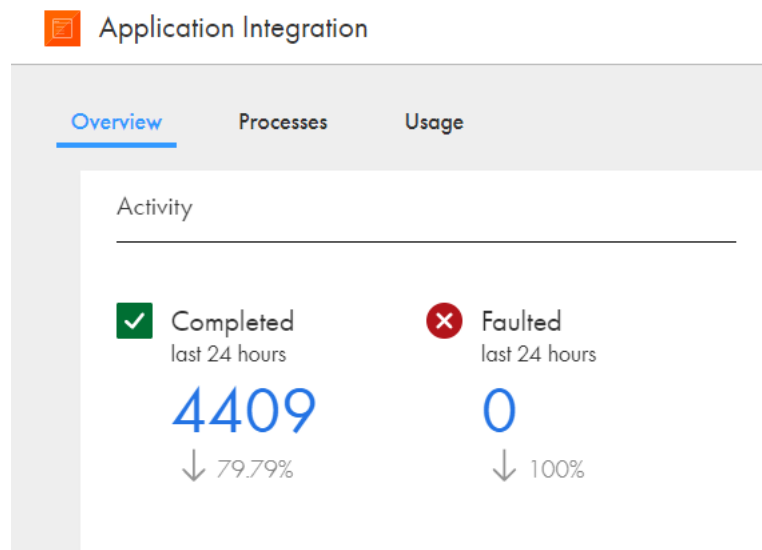 Application Integration
Overview Processes Usage
Activity
Completed
last 24 hours
4409
↓ 79.79%
Faulted
last 24 hours
0
↓ 100%